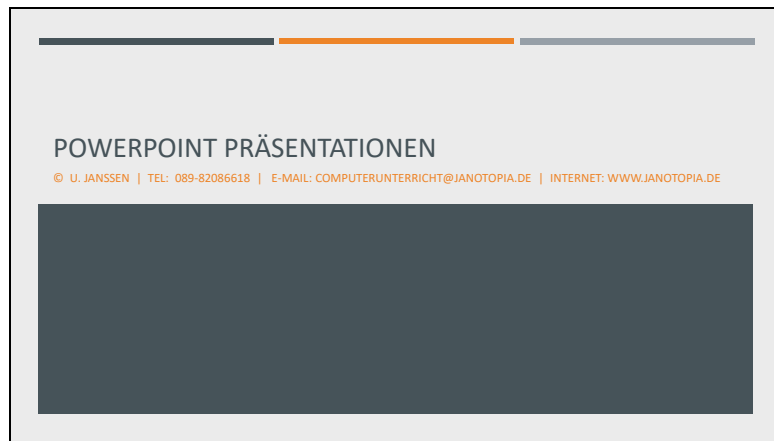 POWERPOINT PRÄSENTATIONEN
© U. JANSSEN | TEL: 089-82086618 | E-MAIL: COMPUTERUNTERRICHT@JANOTOPIA.DE | INTERNET: WWW.JANOTOPIA.DE